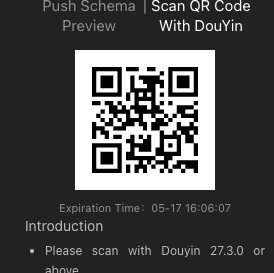 Push Schema | Scan QR Code
Preview With DouYin
Expiration Time： 05-17 16:06:07
Introduction
• Please scan with Douyin 27.3.0 or
above